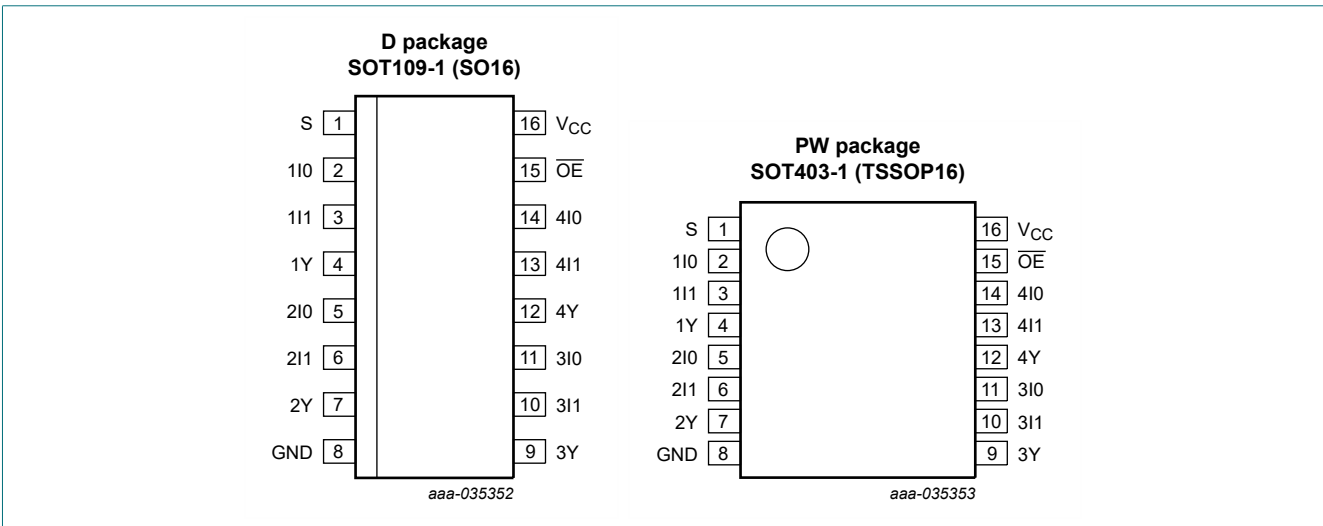 D package
SOT109-1 (SO16)
S 1
16 VCC
1I0 2
15 OE
1I1 3
14 4I0
1Y 4
13 4I1
2I0 5
12 4Y
2I1 6
11 3I0
2Y 7
10 3I1
GND 8
9 3Y
aaa-035352
PW package
SOT403-1 (TSSOP16)
S 1
16 VCC
1I0 2
15 OE
1I1 3
14 4I0
1Y 4
13 4I1
2I0 5
12 4Y
2I1 6
11 3I0
2Y 7
10 3I1
GND 8
9 3Y
aaa-035353